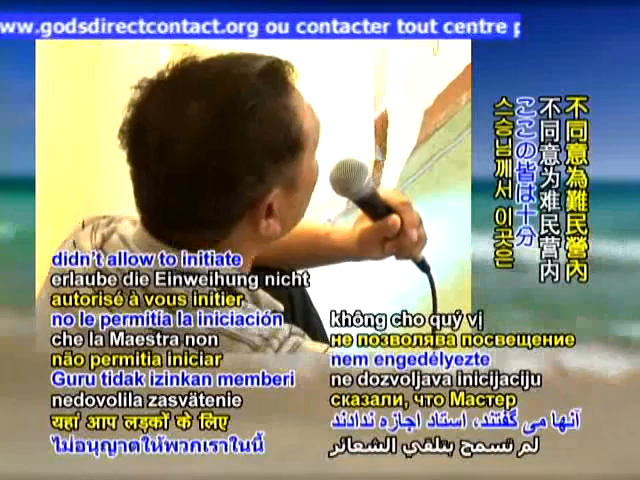 www.godsdirectcontact.org ou contacter tout centre p
不同意為難民營內
不同意为难民营内
ここの皆は十分
스승님께서 이곳은
didn't allow to initiate
erlaube die Einweihung nicht
autorisé à vous initier
no le permitía la iniciación
che la Maestra non
não permitia iniciar
Guru tidak izinkan memberi
nedovolila zasvätenie
यहां आप लड़कों के लिए
ไม่อนุญาตให้พวกเราในนี้
không cho quý vị
не позволява посвещение
nem engedélyezte
ne dozvoljava inicijaciju
сказали, что Мастер
آنها می گفتند، استاد اجازه ندادند
لم تسمح بتلقي الشعائر